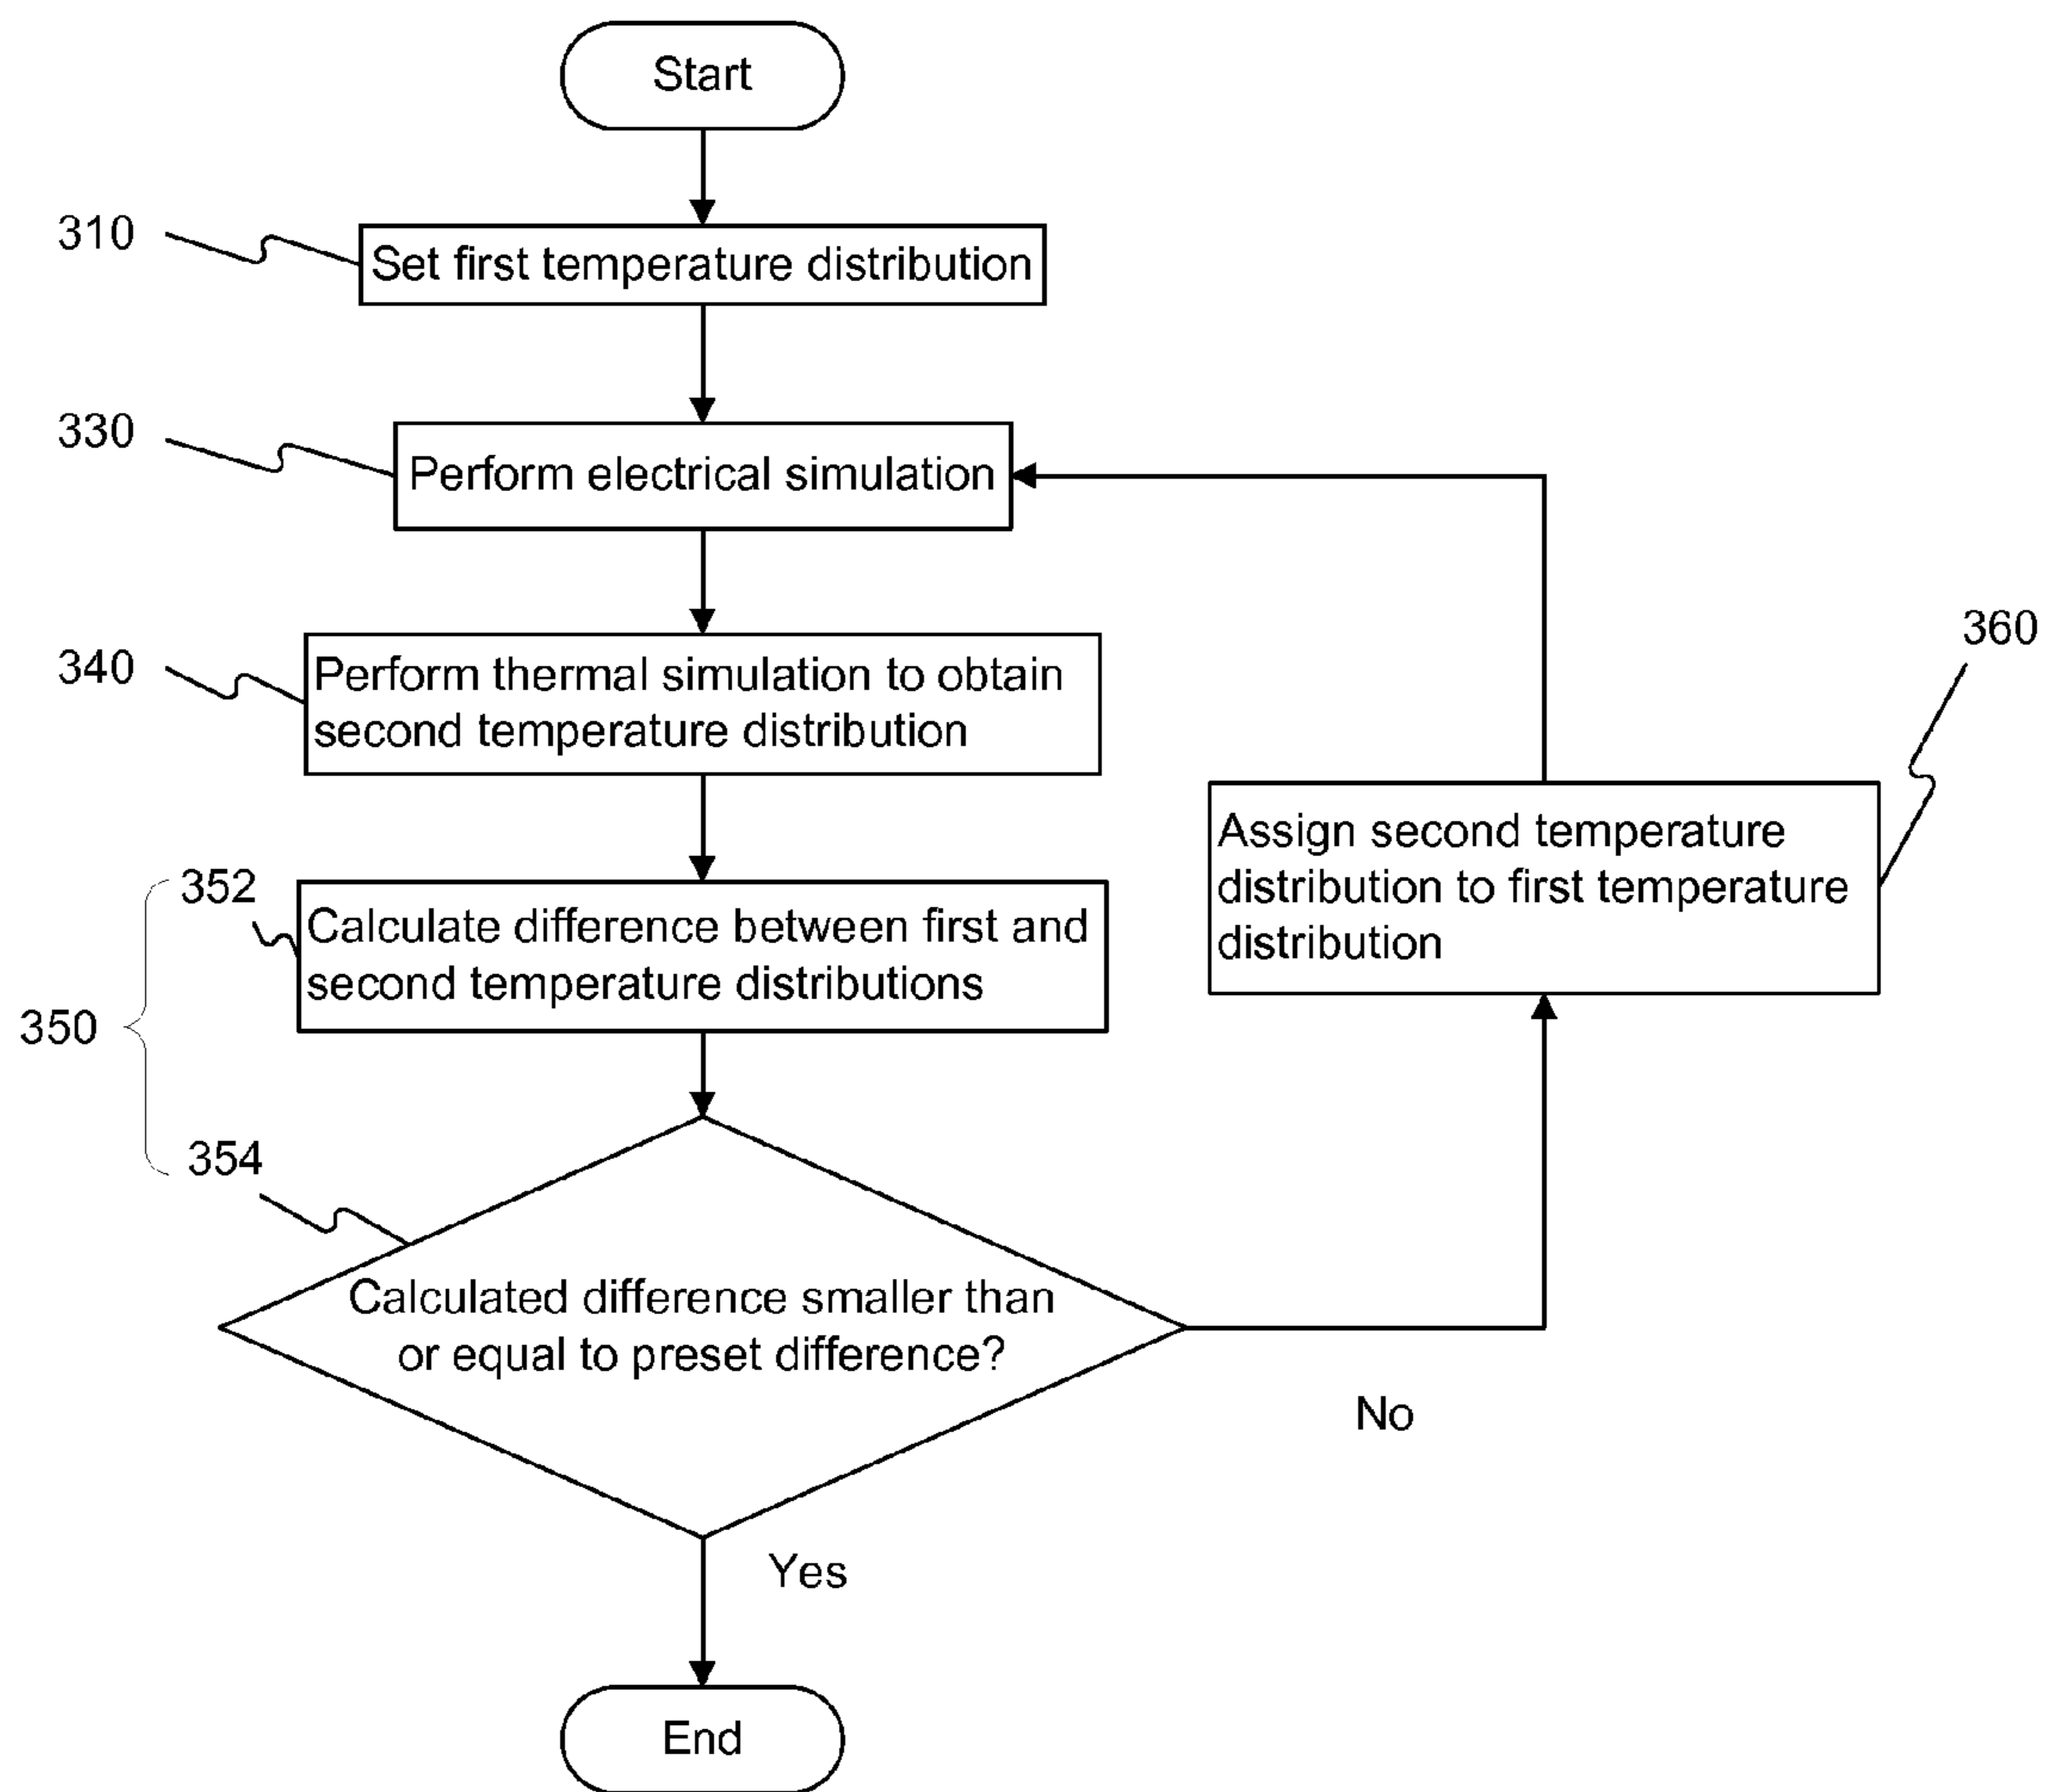 Start
310
Set first temperature distribution
330
Perform electrical simulation
340
Perform thermal simulation to obtain
second temperature distribution
360
Assign second temperature
distribution to first temperature
distribution
350
352
Calculate difference between first and
second temperature distributions
354
Calculated difference smaller than
or equal to preset difference?
No
Yes
End